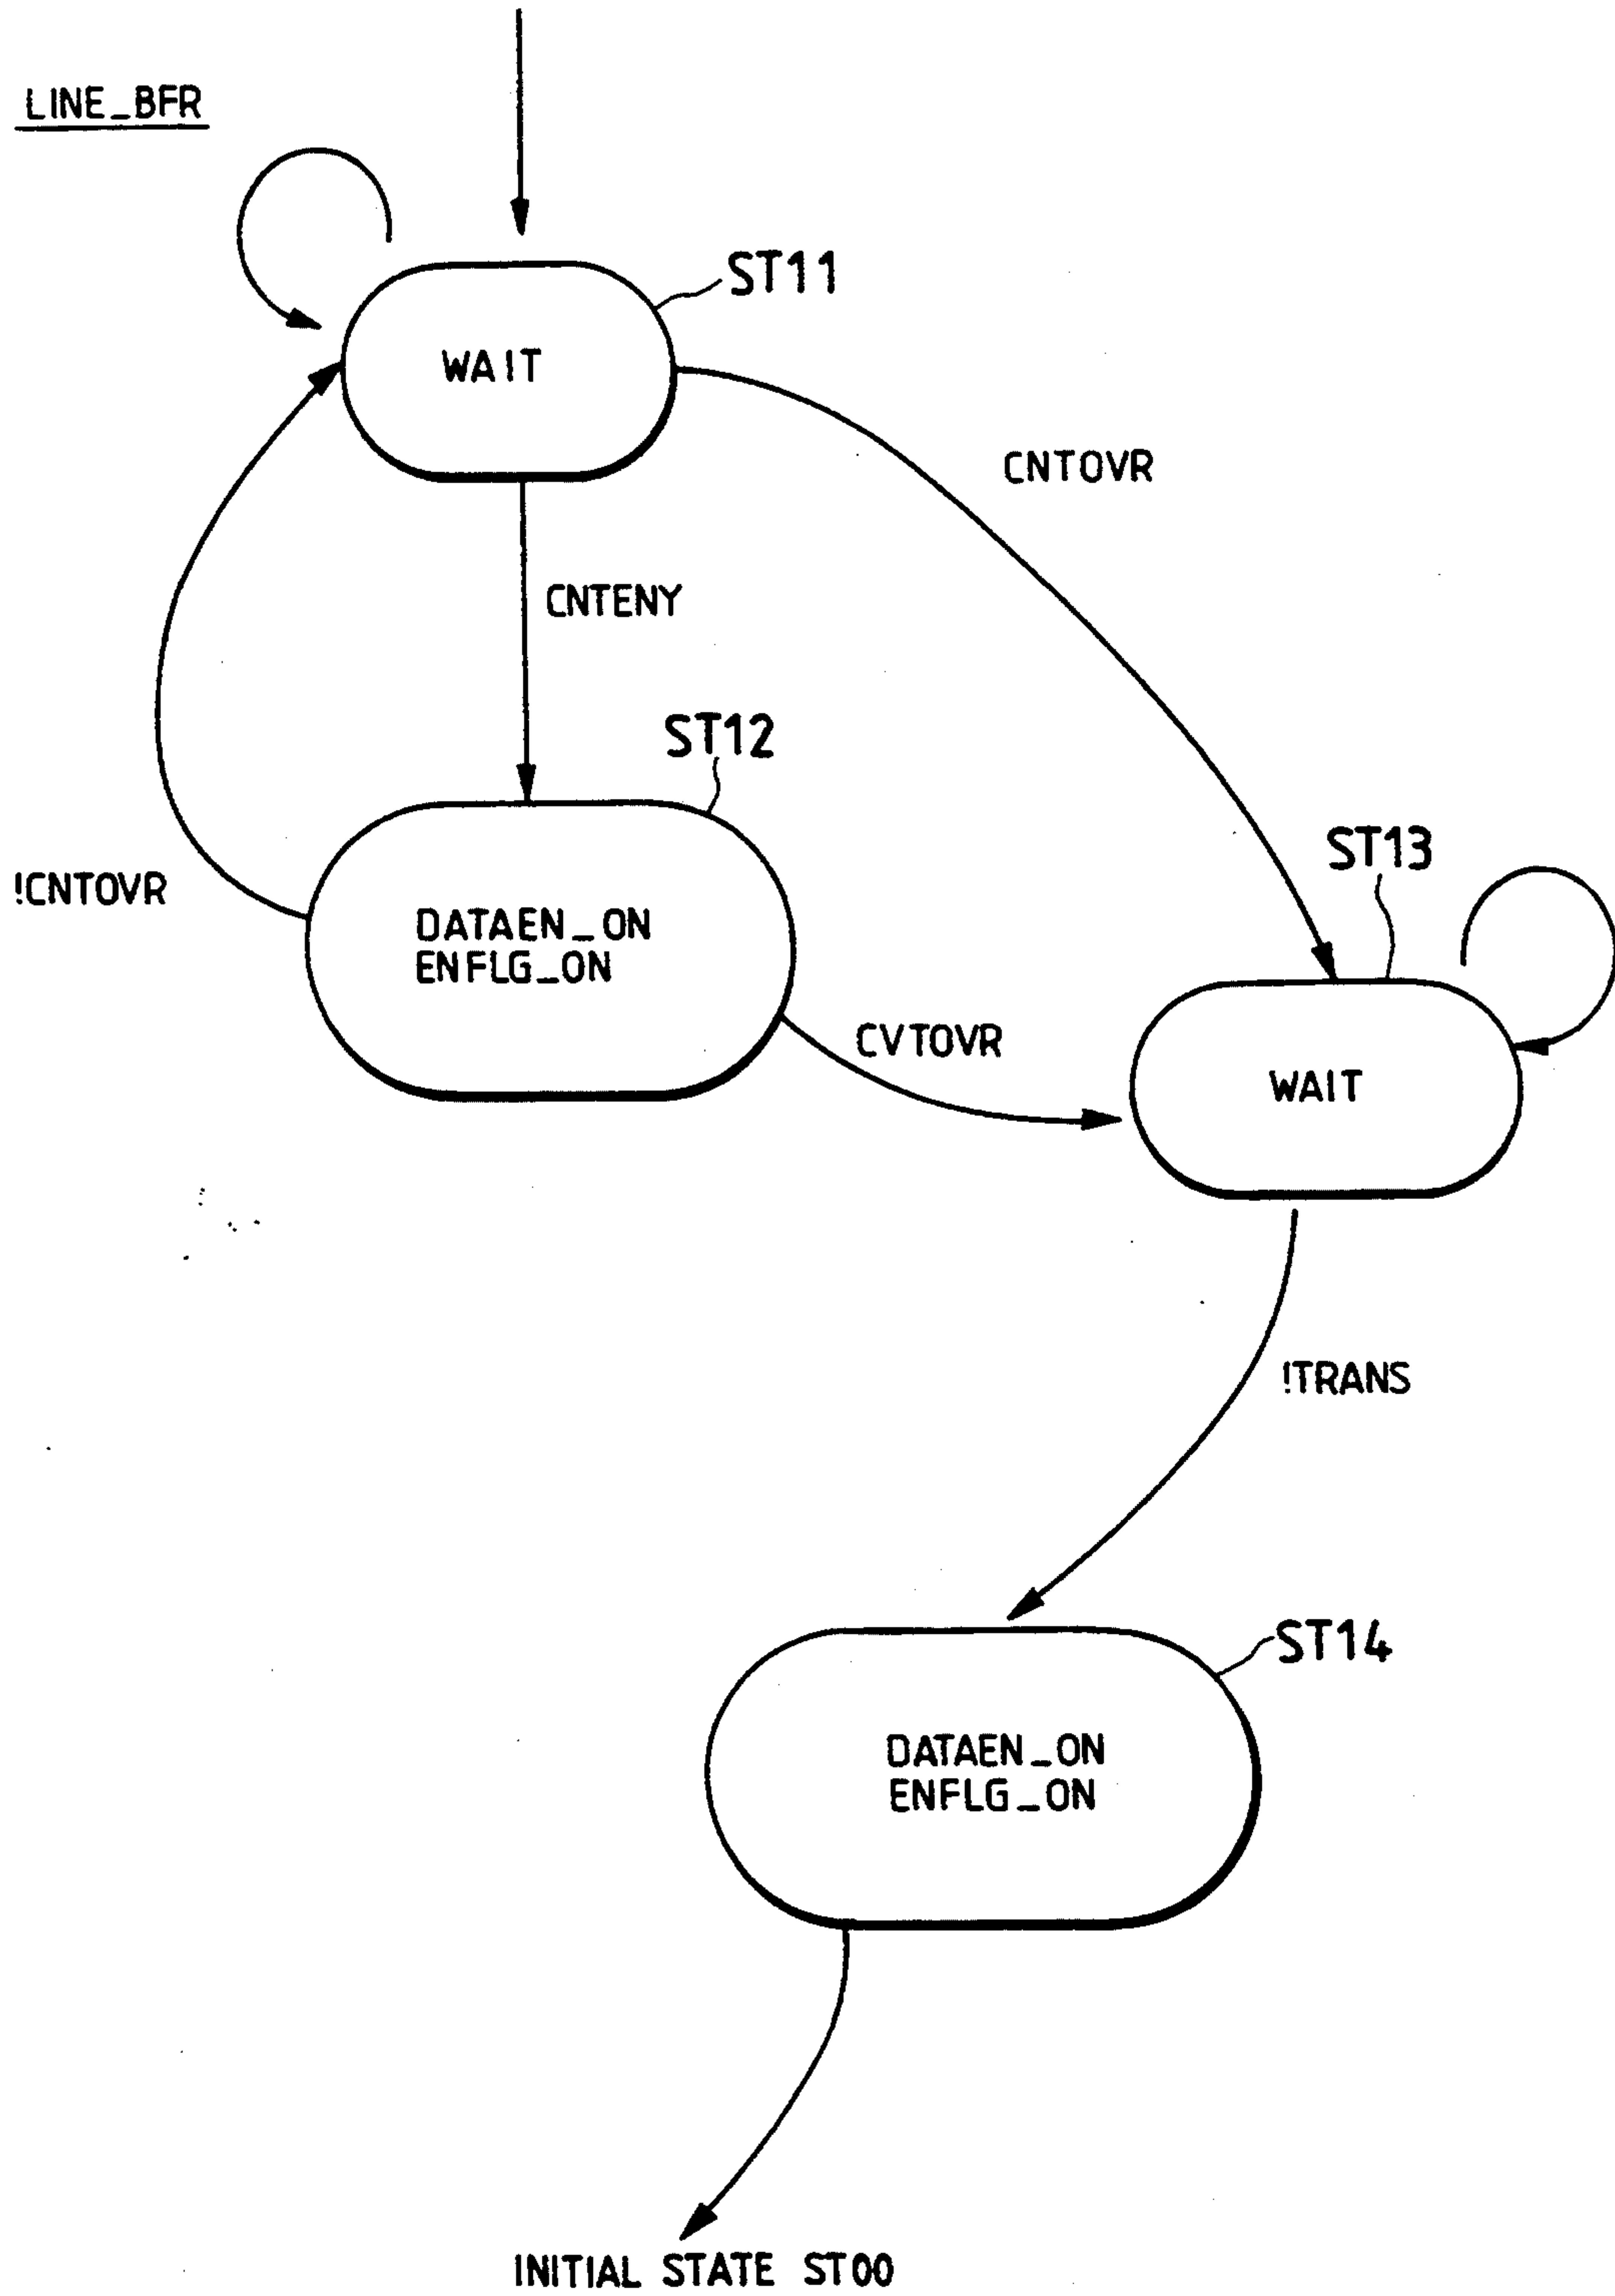 LINE_BFR
ST11
WAIT
CNTOVR
CNTENY
ST12
ST13
!CNTOVR
DATAEN_ON
ENFLG_ON
CVTOVR
WAIT
!TRANS
ST14
DATAEN_ON
ENFLG_ON
INITIAL STATE ST00